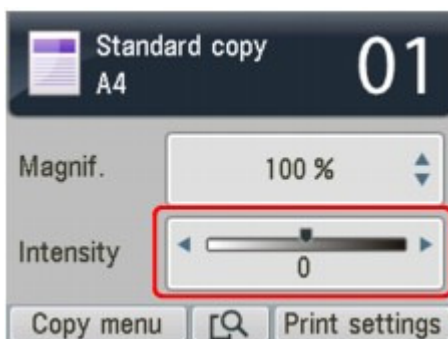 Standard copy
A4
01
Magnif.
100 %
Intensity
0
Copy menu
Print settings